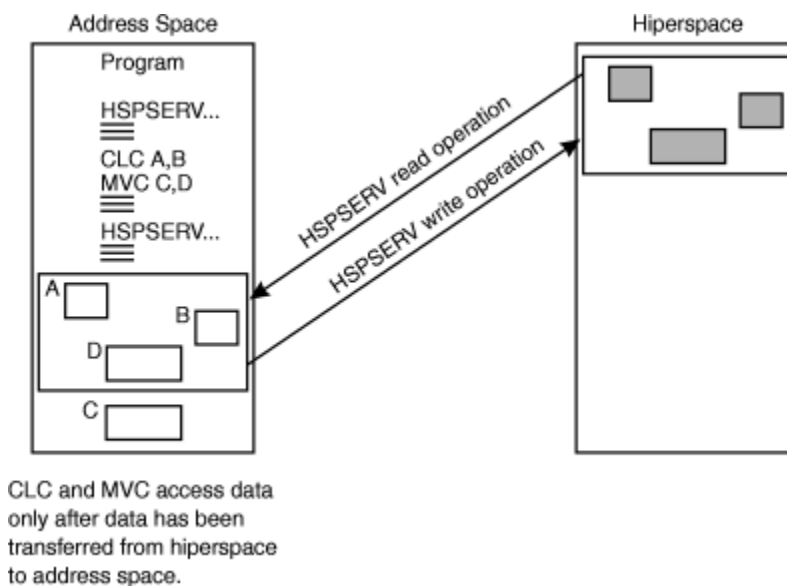 Address Space
Hiperspace
Program
HSPSERV...
CLC A,B
MVC C,D
HSPSERV...
HSPSERV read operation
HSPSERV write operation
A
B
D
C
CLC and MVC access data
only after data has been
transferred from hiperspace
to address space.